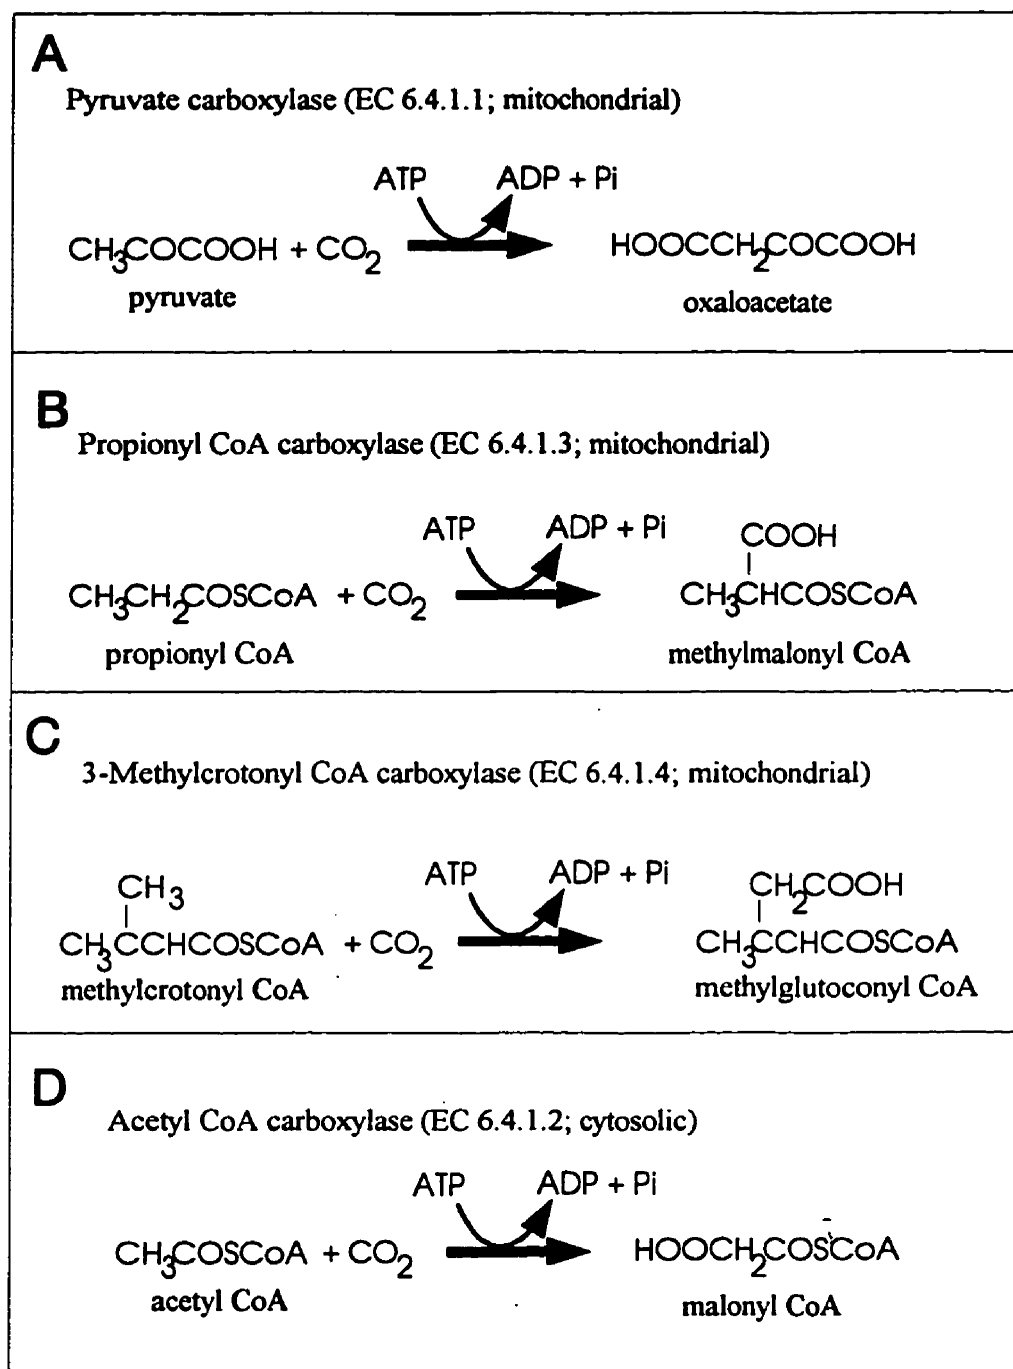 A
Pyruvate carboxylase (EC 6.4.1.1; mitochondrial)
ATP ADP + Pi
CH3COCOOH + CO2 HOOCCH2COCOOH
pyruvate oxaloacetate
B
Propionyl CoA carboxylase (EC 6.4.1.3; mitochondrial)
ATP ADP + Pi COOH
CH3CH2COSCoA + CO2 CH3CHCOSCoA
propionyl CoA methylmalonyl CoA
C
3-Methylcrotonyl CoA carboxylase (EC 6.4.1.4; mitochondrial)
CH3 ATP ADP + Pi CH2COOH
CH3CCHCOSCoA + CO2 CH3CCHCOSCoA
methylcrotonyl CoA methylglutoconyl CoA
D
Acetyl CoA carboxylase (EC 6.4.1.2; cytosolic)
ATP ADP + Pi
CH3COSCoA + CO2 HOOCH2COSCoA
acetyl CoA malonyl CoA